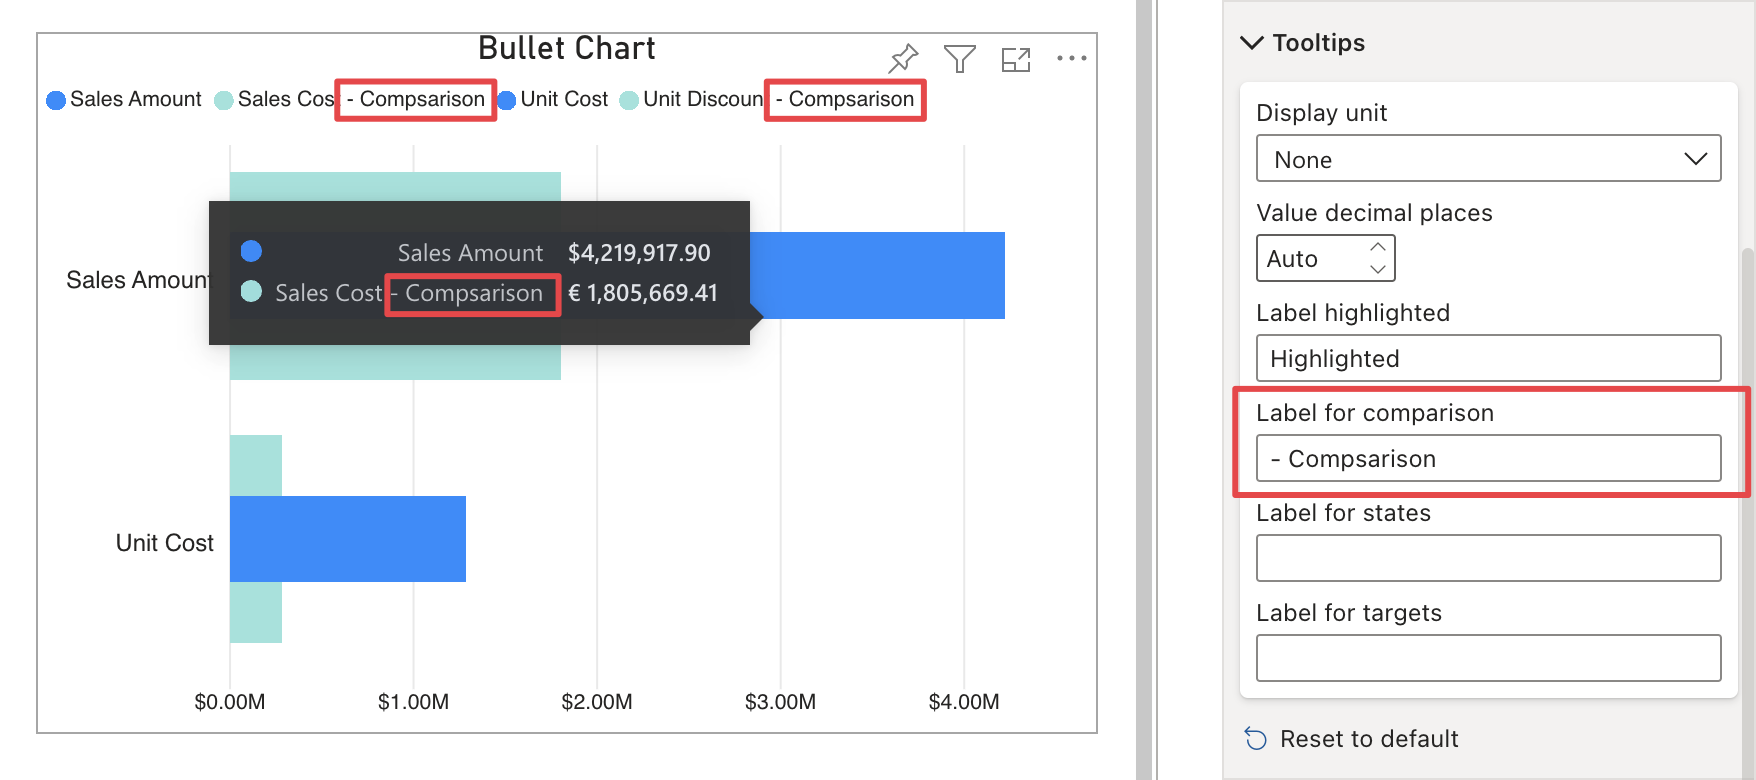 Bullet Chart
Sales Amount Sales Cos - Compsarison Unit Cost Unit Discoun - Compsarison
Sales Amount
Sales Amount $4,219,917.90
Sales Cost - Compsarison € 1,805,669.41
Unit Cost
$0.00M $1.00M $2.00M $3.00M $4.00M
Tooltips
Display unit
None
Value decimal places
Auto
Label highlighted
Highlighted
Label for comparison
- Compsarison
Label for states
Label for targets
Reset to default